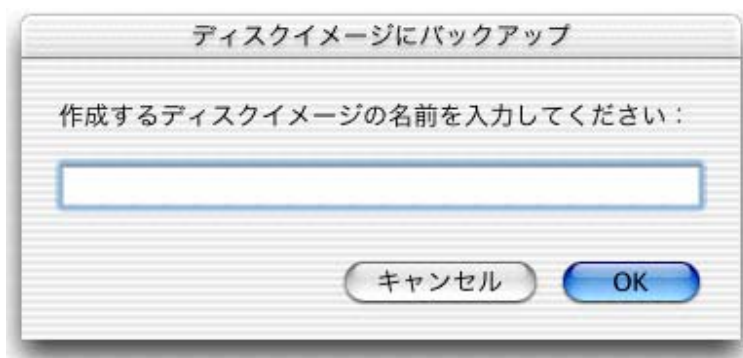 ディスクイメージにバックアップ
作成するディスクイメージの名前を入力してください：
キャンセル
OK